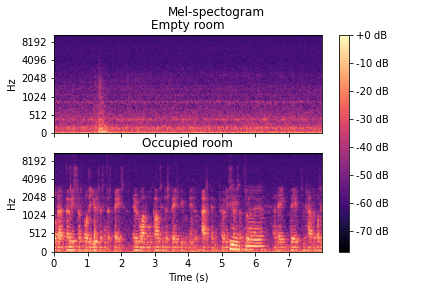 Mel-spectogram
Empty room
8192
4096
2048
1024
512
0
Hz
Occupied room
8192
4096
2048
1024
512
0
Hz
0 2 4 5 6 7
Time (s)
+0 dB
-10 dB
-20 dB
-30 dB
-40 dB
-50 dB
-60 dB
-70 dB